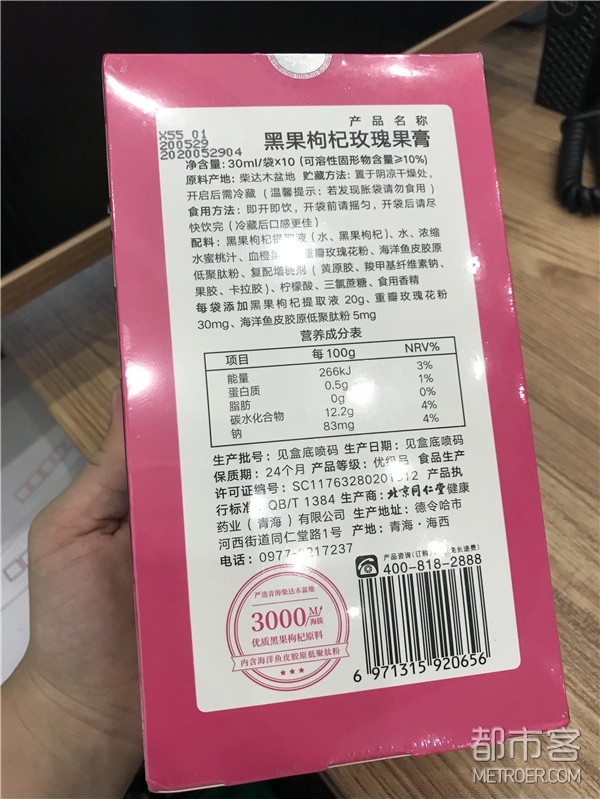 产品名称
X55 01
200529
2020052904
黑果枸杞玫瑰果膏
净含量:30ml/袋×10 (可溶性固形物含量≥10%)
原料产地:柴达木盆地 贮藏方法:置于阴凉干燥处,
开启后需冷藏(温馨提示:若发现胀袋请勿食用)
食用方法:即开即饮,开袋前请摇匀,开袋后请尽
快饮完(冷藏后口感更佳)
配料:黑果枸杞提取液(水、黑果枸杞)、水、浓缩
水蜜桃汁、血橙 重瓣玫瑰花粉、海洋鱼皮胶原
低聚肽粉、复配增稠剂(黄原胶、羧甲基纤维素钠、
果胶、卡拉胶)、柠檬酸、三氯蔗糖、食用香精
每袋添加黑果枸杞提取液 20g、重瓣玫瑰花粉
30mg、海洋鱼皮胶原低聚肽粉 5mg
营养成分表
项目 每 100g NRV%
能量 266kJ 3%
蛋白质 0.5g 1%
脂肪 0g 0%
碳水化合物 12.2g 4%
钠 83mg 4%
生产批号:见盒底喷码 生产日期:见盒底喷码
保质期:24个月 产品等级:优级品 食品生产
许可证编号:SC11763280201512 产品执
行标准 QB/T 1384 生产商:北京同仁堂健康
药业(青海)有限公司 生产地址:德令哈市
河西街道同仁堂路1号 产地:青海·海西
电话:0977-8217237
产品咨询(订购) 免长途费)
400-818-2888
严选青海柴达木盆地
3000 M/海拔
优质黑果枸杞原料
内含海洋鱼皮胶原低聚肽粉
6 971315 920656
都市客
METROER.COM